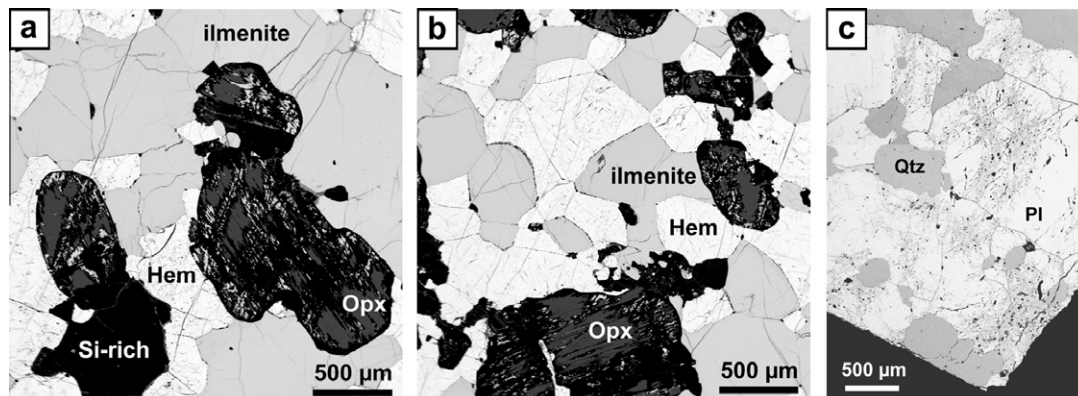 a
ilmenite
Hem
Opx
Si-rich
500 µm
b
ilmenite
Hem
Opx
500 µm
c
Qtz
Pl
500 µm